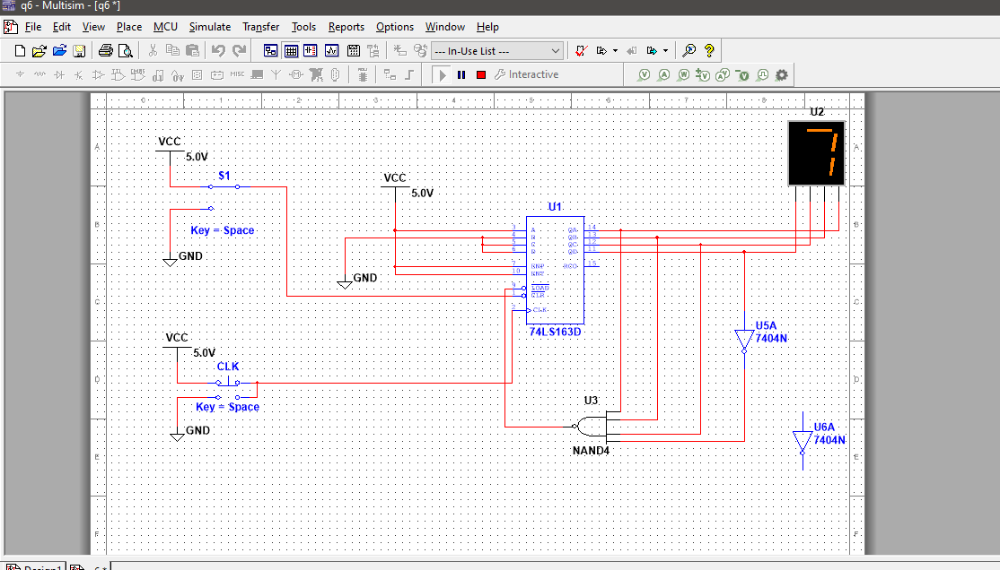 q6 - Multisim - [q6 *]
File Edit View Place MCU Simulate Transfer Tools Reports Options Window Help
--- In-Use List ---
Interactive
0 1 2 3 4 5 6 7 8
U2
A A
VCC
5.0V
S1
VCC
5.0V
U1
B B
Key = Space
3 A QA 14
4 B QB 13
5 C QC 12
6 D QD 11
GND
7 ENP RCO 15
10 ENT
GND
9 ~LOAD
1 ~CLR
C C
2 CLK
74LS163D
U5A
7404N
VCC
5.0V
CLK
D D
U3
Key = Space
GND
U6A
7404N
NAND4
E E
F F
Design1 q6 *